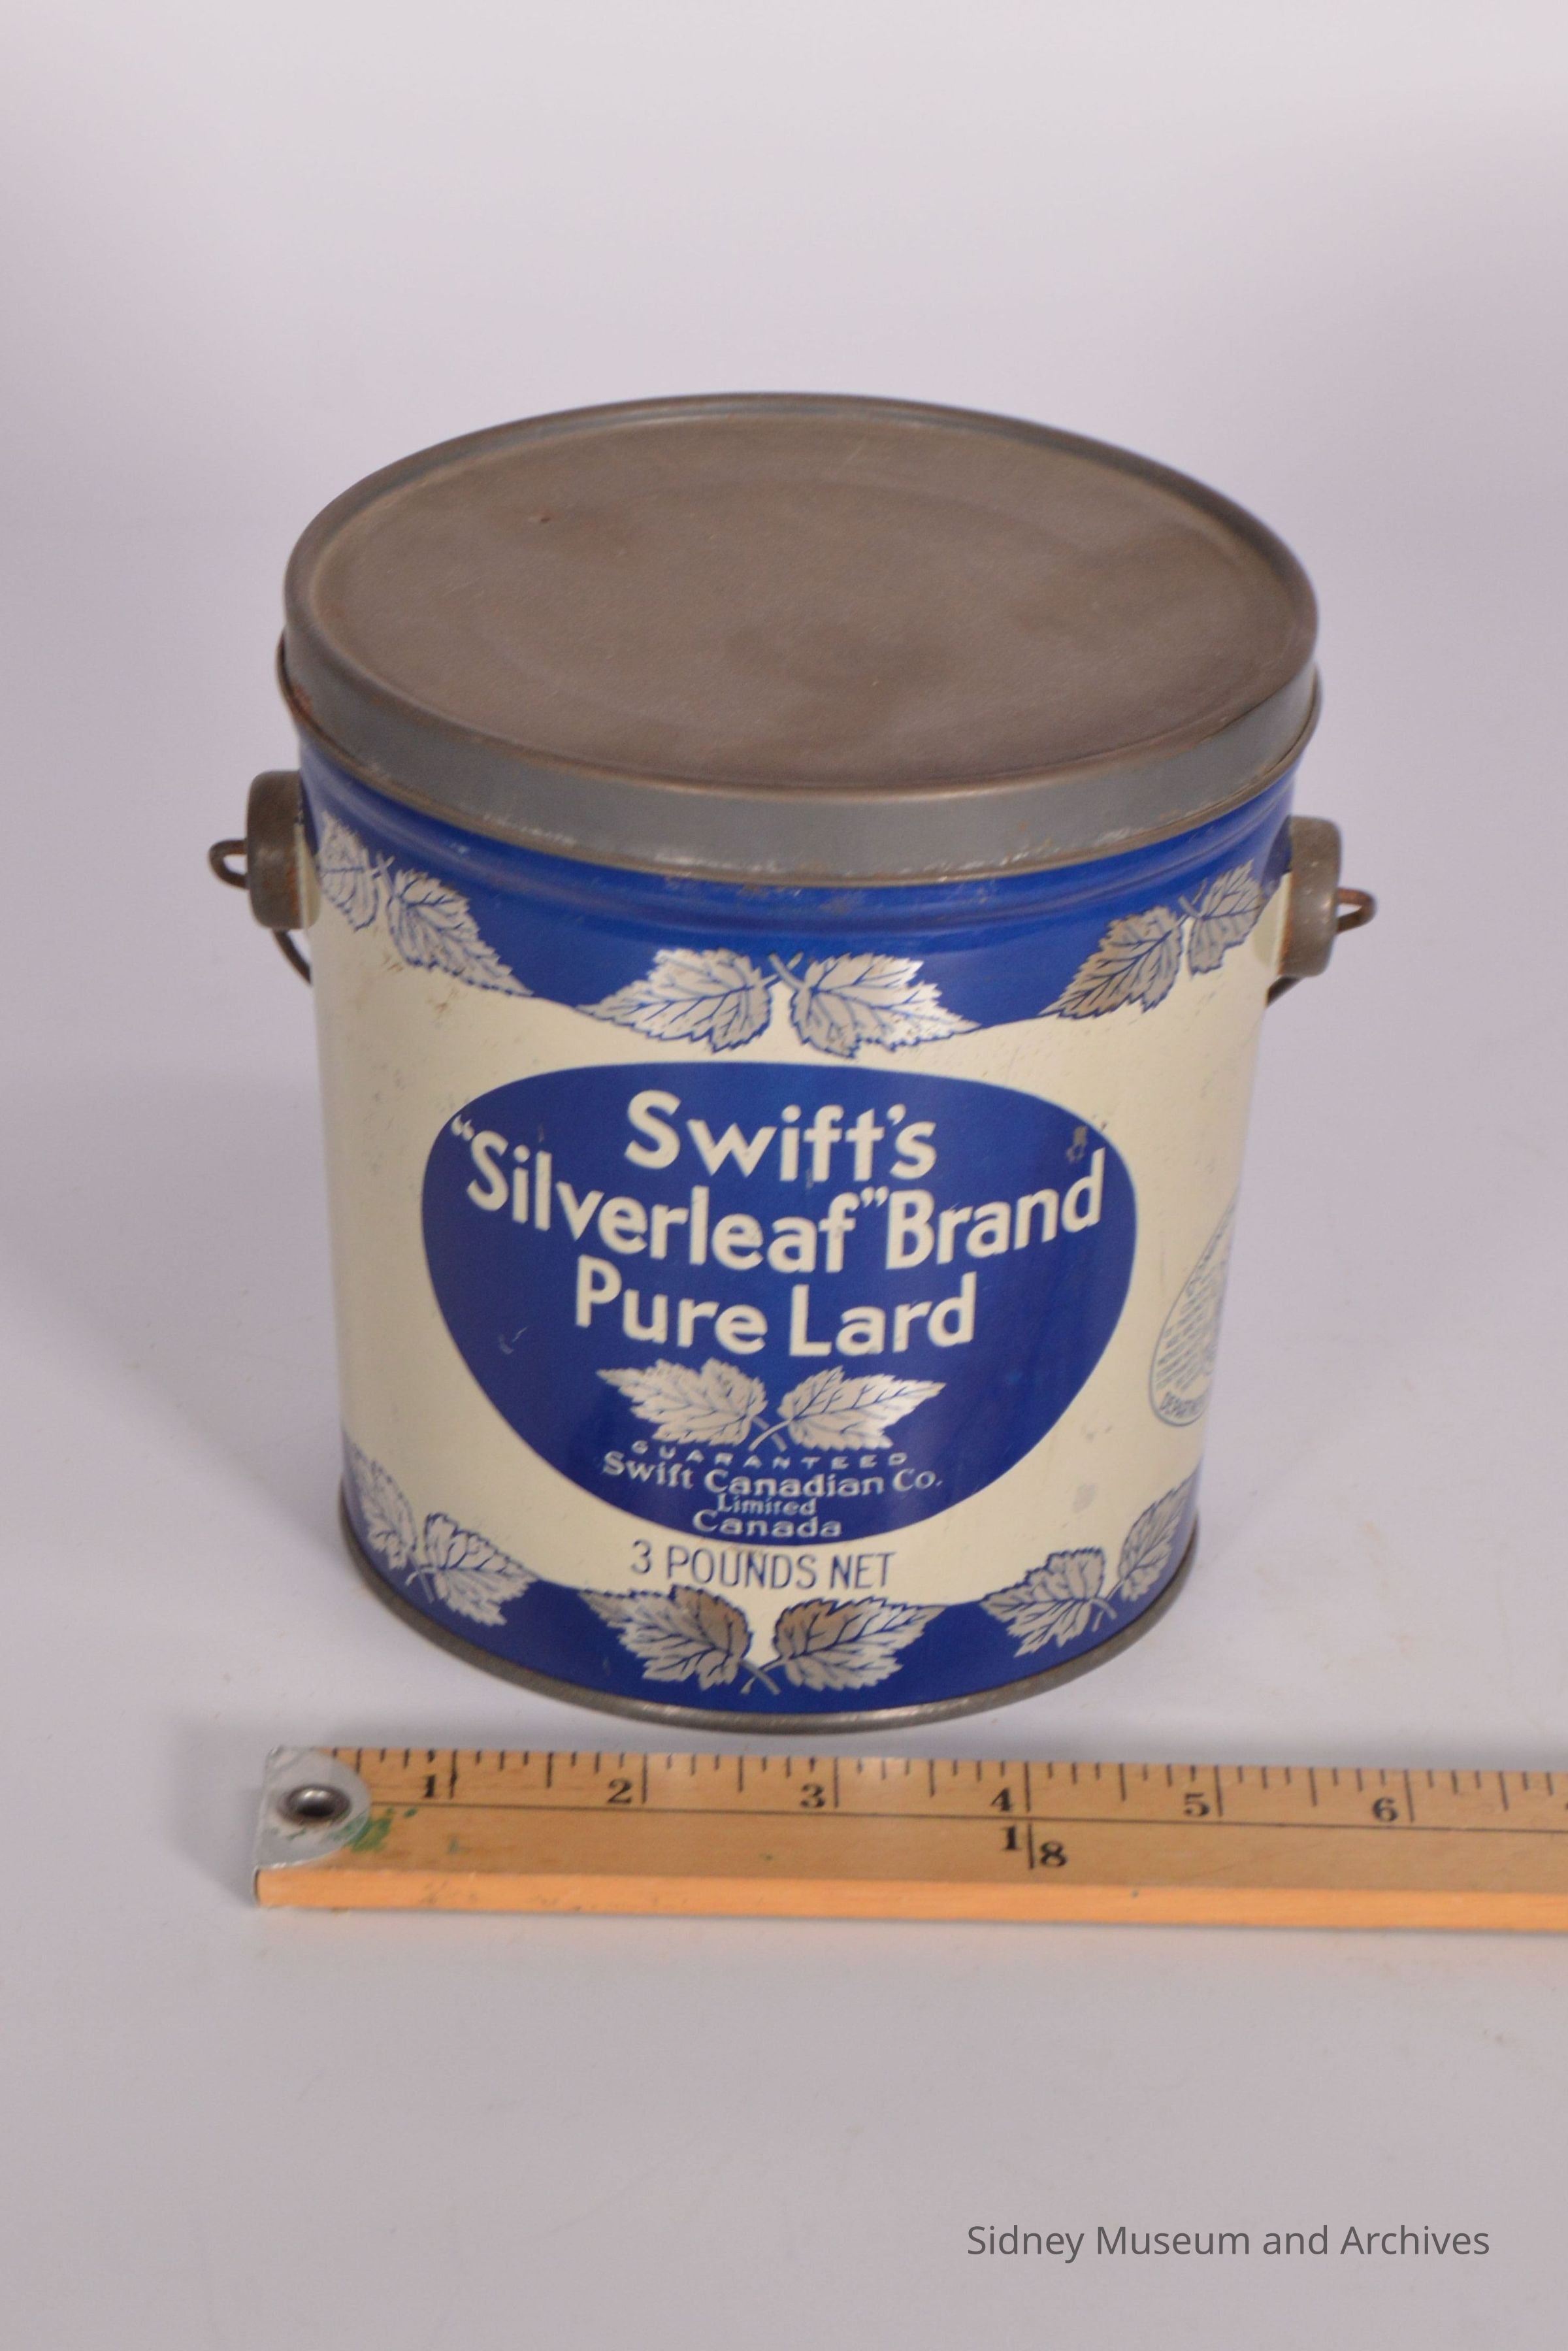 Swift's
"Silverleaf" Brand
Pure Lard
GUARANTEED
Swift Canadian Co.
Limited
Canada
3 POUNDS NET
1 2 3 4 5 6
1 8
Sidney Museum and Archives